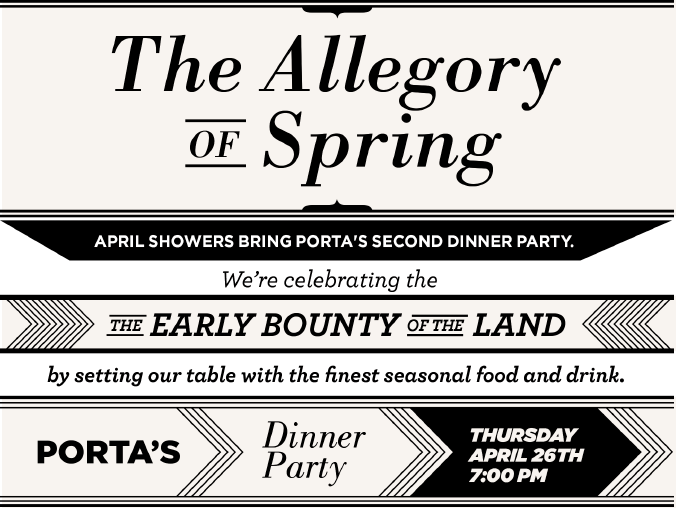 The Allegory
OF Spring
APRIL SHOWERS BRING PORTA'S SECOND DINNER PARTY.
We're celebrating the
THE EARLY BOUNTY OF THE LAND
by setting our table with the finest seasonal food and drink.
PORTA'S
Dinner
Party
THURSDAY
APRIL 26TH
7:00 PM